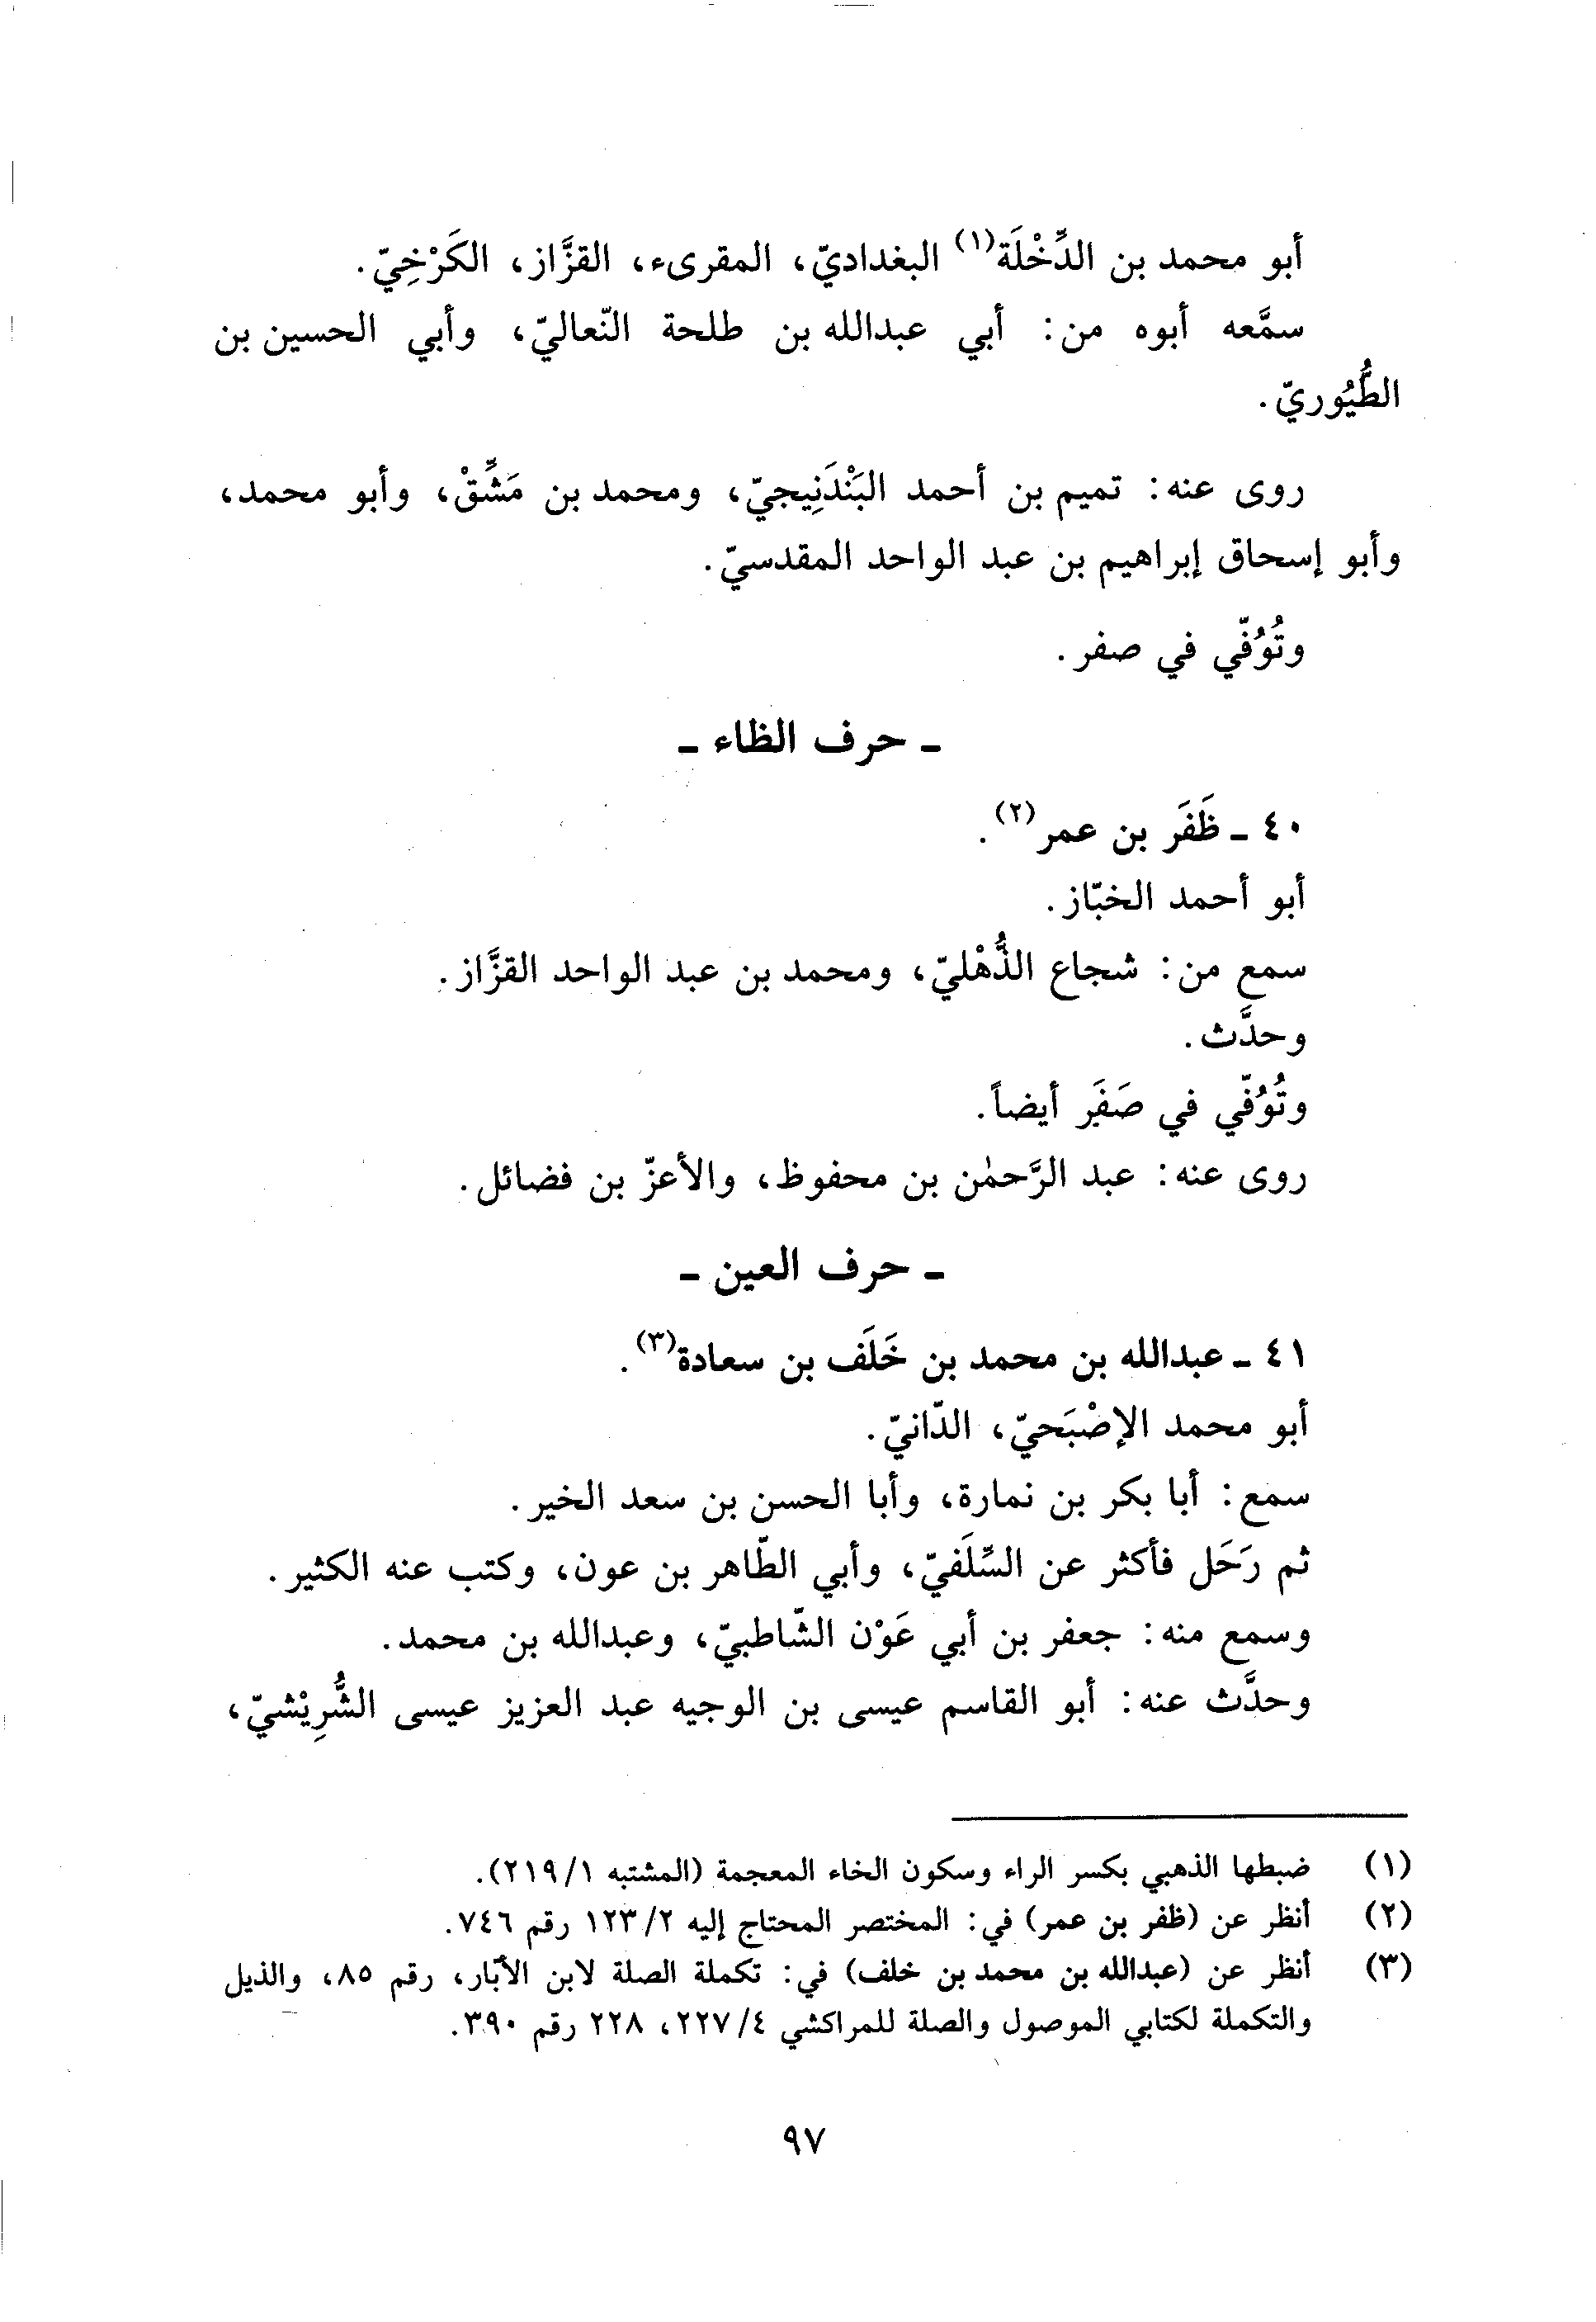 أبو محمد بن الدِّخْلَة(١) البغداديّ، المقرىء، القزَّاز، الكَرْخِيّ.
سمَّعه أبوه من: أبي عبدالله بن طلحة النّعاليّ، وأبي الحسين بن
الطُّيُوريّ.
روى عنه: تميم بن أحمد البَنْدَنِيجيّ، ومحمد بن مَشِّقْ، وأبو محمد،
وأبو إسحاق إبراهيم بن عبد الواحد المقدسيّ.
وتُوُفّي في صفر.
ـ حرف الظاء ـ
٤٠ ـ ظَفَر بن عمر(٢).
أبو أحمد الخبّاز.
سمع من: شجاع الذُّهْليّ، ومحمد بن عبد الواحد القزَّاز.
وحدَّث.
وتُوُفّي في صَفَر أيضاً.
روى عنه: عبد الرَّحمٰن بن محفوظ، والأعزّ بن فضائل.
ـ حرف العين ـ
٤١ ـ عبدالله بن محمد بن خَلَف بن سعادة(٣).
أبو محمد الإصْبَحيّ، الدّانيّ.
سمع: أبا بكر بن نمارة، وأبا الحسن بن سعد الخير.
ثم رَحَل فأكثر عن السِّلَفيّ، وأبي الطّاهر بن عون، وكتب عنه الكثير.
وسمع منه: جعفر بن أبي عَوْن الشّاطبيّ، وعبدالله بن محمد.
وحدَّث عنه: أبو القاسم عيسى بن الوجيه عبد العزيز عيسى الشُّرِيْشيّ،
(١) ضبطها الذهبي بكسر الراء وسكون الخاء المعجمة (المشتبه ٢١٩/١).
(٢) أنظر عن (ظفر بن عمر) في: المختصر المحتاج إليه ١٢٣/٢ رقم ٧٤٦.
(٣) أنظر عن (عبدالله بن محمد بن خلف) في: تكملة الصلة لابن الأبّار، رقم ٨٥، والذيل
والتكملة لكتابي الموصول والصلة للمراكشي ٢٢٧/٤، ٢٢٨ رقم ٣٩٠.
٩٧